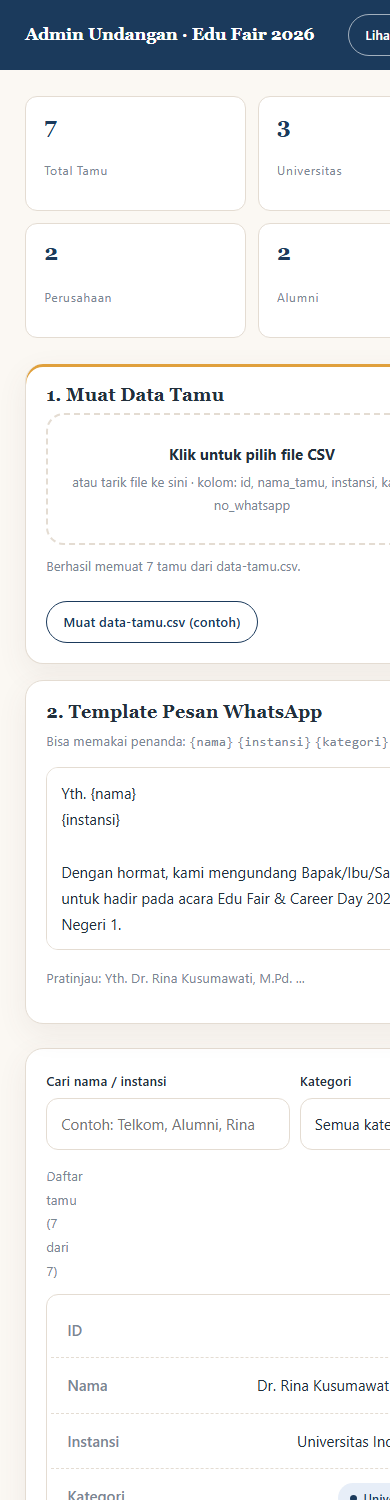 Admin Undangan · Edu Fair 2026
Liha
7
Total Tamu
3
Universitas
2
Perusahaan
2
Alumni
1. Muat Data Tamu
Klik untuk pilih file CSV
atau tarik file ke sini · kolom: id, nama_tamu, instansi, ka
no_whatsapp
Berhasil memuat 7 tamu dari data-tamu.csv.
Muat data-tamu.csv (contoh)
2. Template Pesan WhatsApp
Bisa memakai penanda: {nama} {instansi} {kategori}
Yth. {nama}
{instansi}
Dengan hormat, kami mengundang Bapak/Ibu/Sa
untuk hadir pada acara Edu Fair & Career Day 202
Negeri 1.
Pratinjau: Yth. Dr. Rina Kusumawati, M.Pd. ...
Cari nama / instansi
Kategori
Contoh: Telkom, Alumni, Rina
Semua kate
Daftar
tamu
(7
dari
7)
ID
Nama
Dr. Rina Kusumawat
Instansi
Universitas Inc
Kategori
Univ